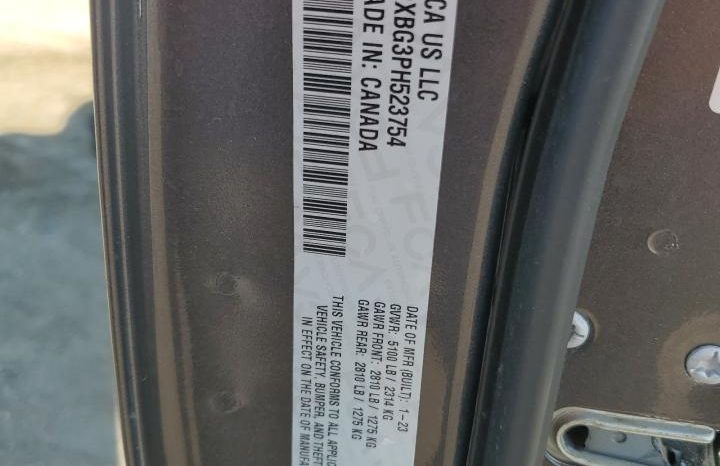 CA US LLC
XBG3PH523754
ADE IN: CANADA
DATE OF MFR (BUILT): 1-23
GVWR: 5100 LB / 2314 KG
GAWR FRONT: 2810 LB / 1275 KG
GAWR REAR: 2810 LB / 1275 KG
THIS VEHICLE CONFORMS TO ALL APPLIC
VEHICLE SAFETY, BUMPER, AND THEF
IN EFFECT ON THE DATE OF MANUFA